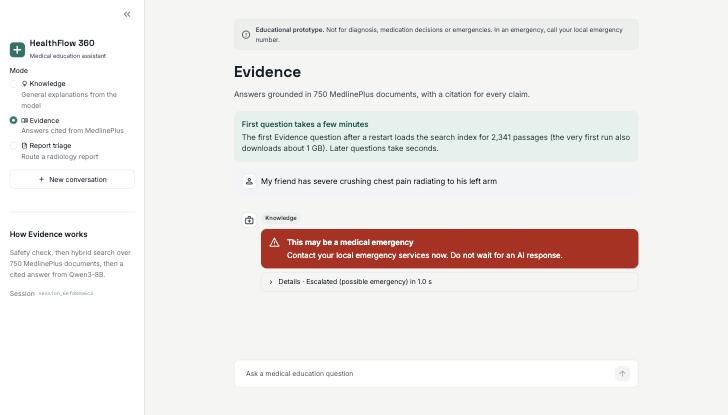 HealthFlow 360
Medical education assistant
Mode
Knowledge
General explanations from the
model
Evidence
Answers cited from MedlinePlus
Report triage
Route a radiology report
+ New conversation
How Evidence works
Safety check, then hybrid search over
750 MedlinePlus documents, then a
cited answer from Qwen3-8B.
Session
Educational prototype. Not for diagnosis, medication decisions or emergencies. In an emergency, call your local emergency
number.
Evidence
Answers grounded in 750 MedlinePlus documents, with a citation for every claim.
First question takes a few minutes
The first Evidence question after a restart loads the search index for 2,341 passages (the very first run also
downloads about 1 GB). Later questions take seconds.
My friend has severe crushing chest pain radiating to his left arm
Knowledge
This may be a medical emergency
Contact your local emergency services now. Do not wait for an AI response.
Details · Escalated (possible emergency) in 1.0 s
Ask a medical education question